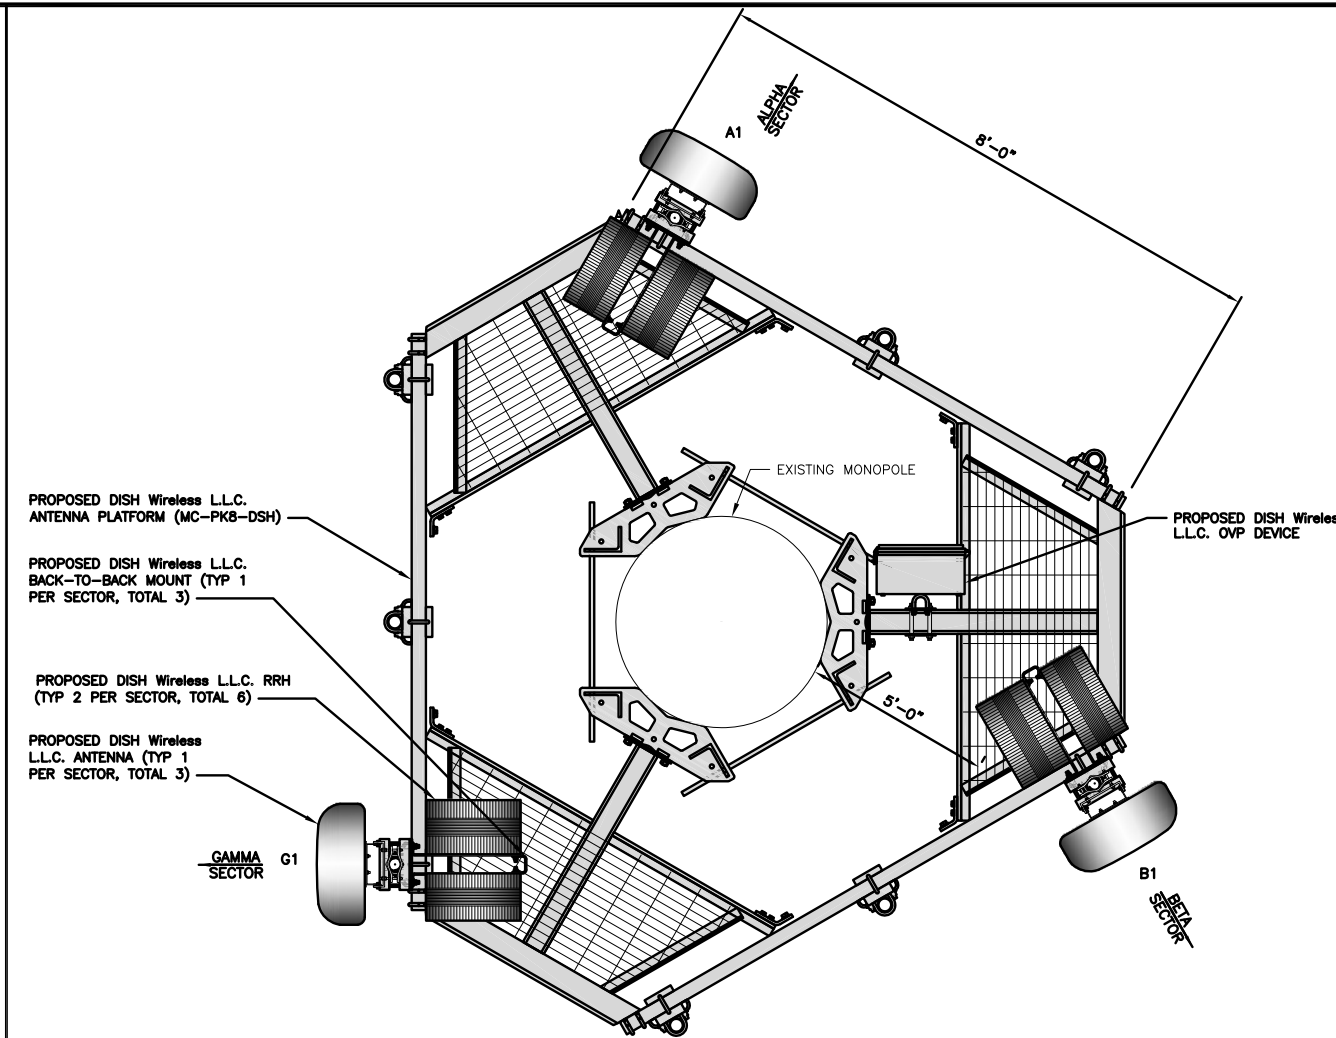 ALPHA
SECTOR
A1
8'-0"
EXISTING MONOPOLE
PROPOSED DISH Wireless L.L.C.
ANTENNA PLATFORM (MC-PK8-DSH)
PROPOSED DISH Wireless L.L.C.
BACK-TO-BACK MOUNT (TYP 1
PER SECTOR, TOTAL 3)
PROPOSED DISH Wireless L.L.C. RRH
(TYP 2 PER SECTOR, TOTAL 6)
PROPOSED DISH Wireless
L.L.C. ANTENNA (TYP 1
PER SECTOR, TOTAL 3)
PROPOSED DISH Wireles
L.L.C. OVP DEVICE
5'-0"
GAMMA
SECTOR
G1
B1
BETA
SECTOR